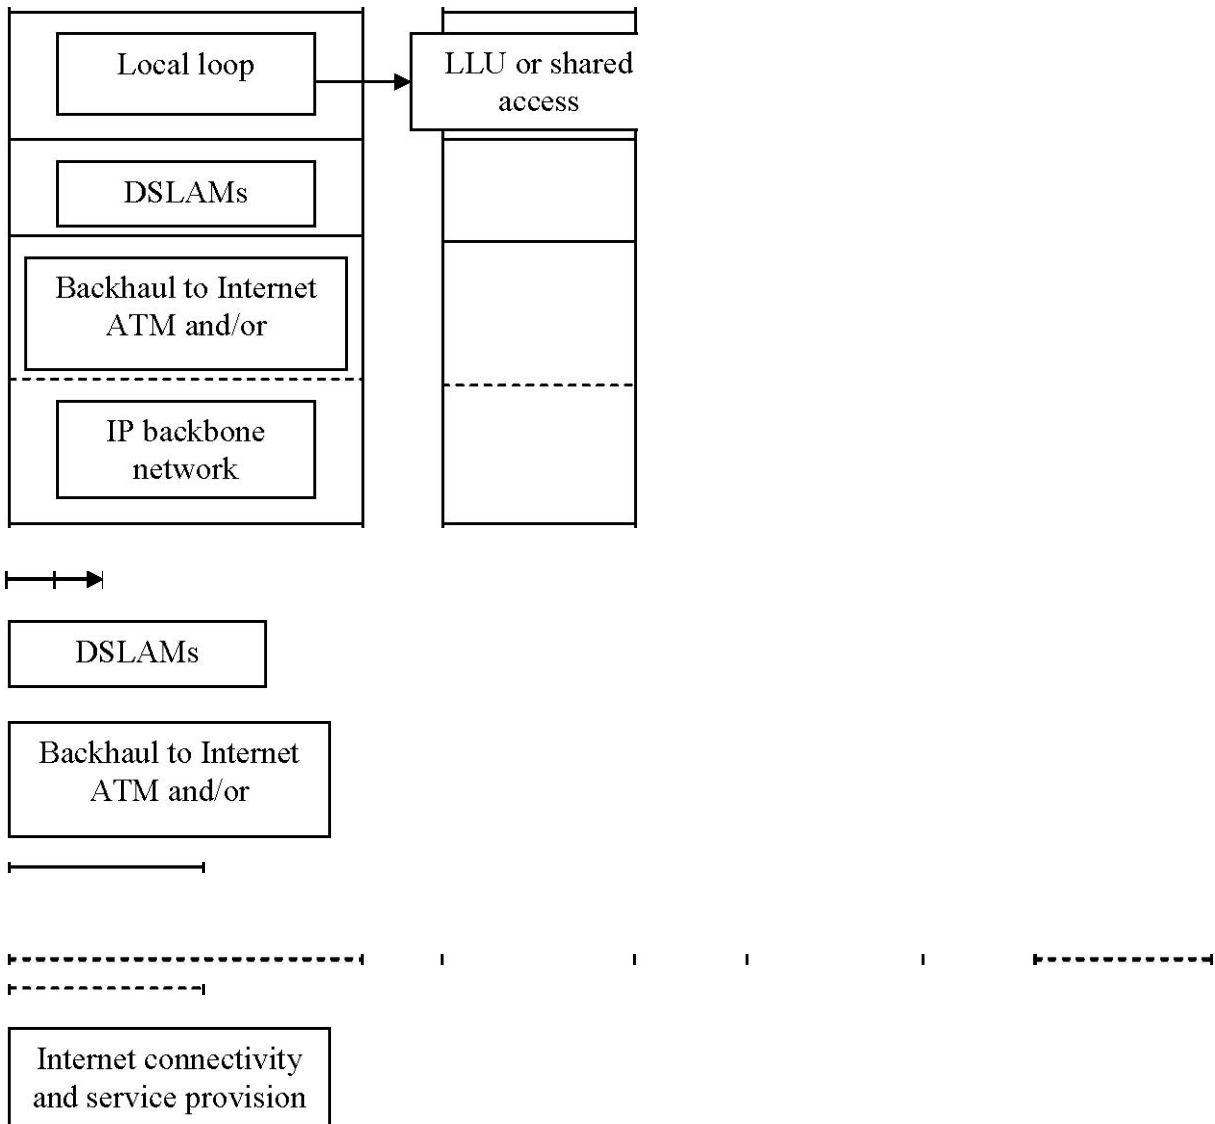 Local loop
LLU or shared
access
DSLAMs
Backhaul to Internet
ATM and/or
IP backbone
network
DSLAMs
Backhaul to Internet
ATM and/or
Internet connectivity
and service provision